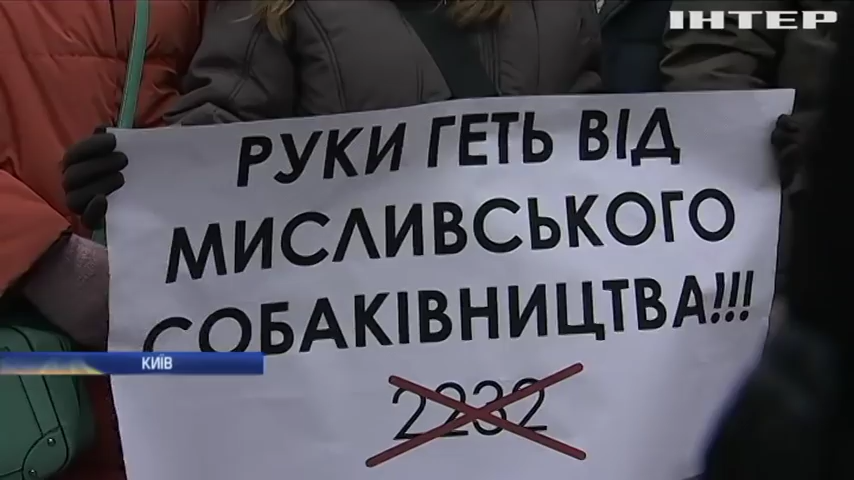 ІНТЕР
РУКИ ГЕТЬ ВІД
МИСЛИВСЬКОГО
СОБАКІВНИЦТВА!!!
КИЇВ
2232